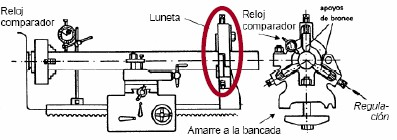 Reloj
comparador
Luneta
Reloj
comparador
apoyos
de bronce
Regula-
ción
Amarre a la bancada